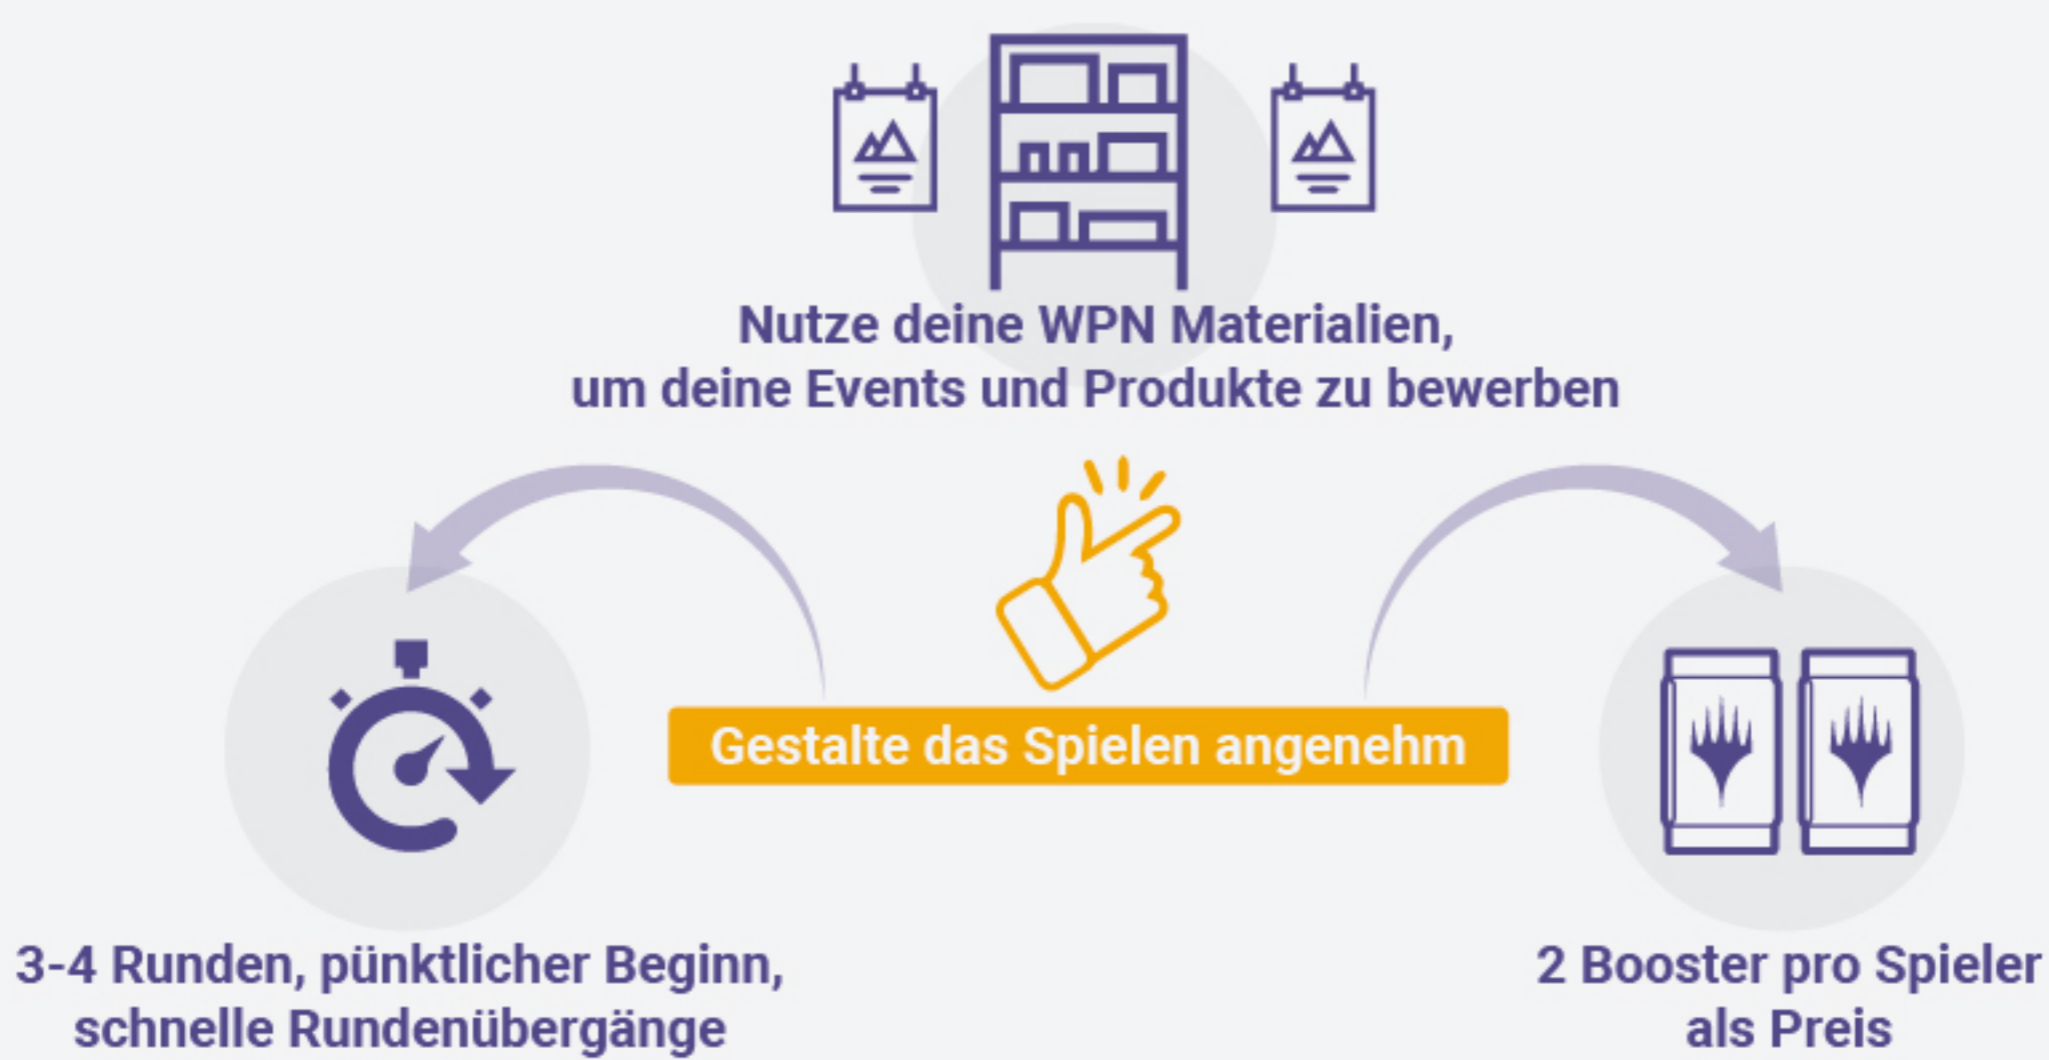 Nutze deine WPN Materialien,
um deine Events und Produkte zu bewerben
Gestalte das Spielen angenehm
3-4 Runden, pünktlicher Beginn,
schnelle Rundenübergänge
2 Booster pro Spieler
als Preis